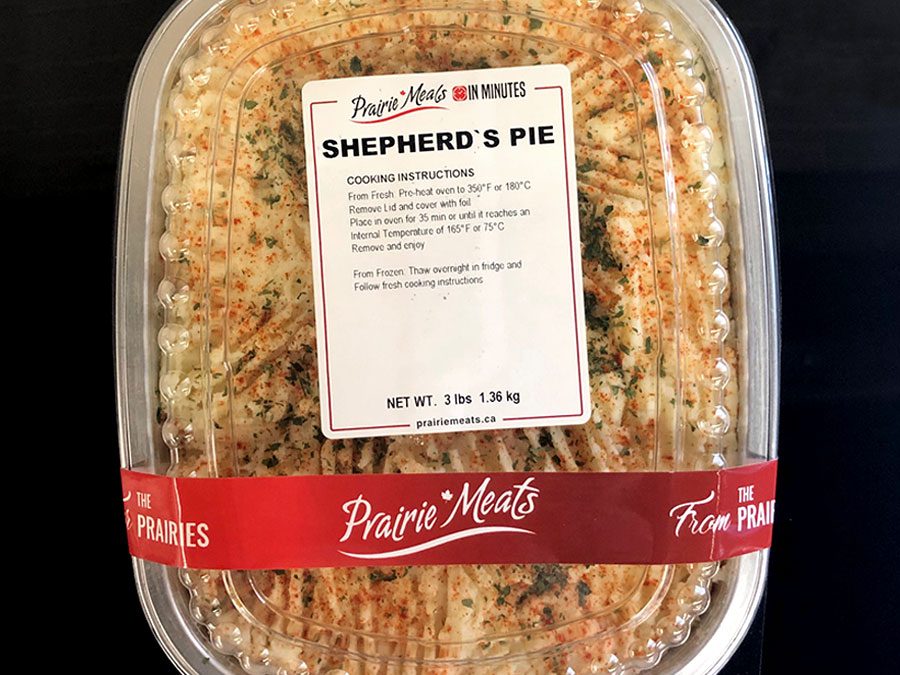 Prairie Meats IN MINUTES
SHEPHERD`S PIE
COOKING INSTRUCTIONS
From Fresh: Pre-heat oven to 350°F or 180°C
Remove Lid and cover with foil
Place in oven for 35 min or until it reaches an
Internal Temperature of 165°F or 75°C
Remove and enjoy
From Frozen: Thaw overnight in fridge and
Follow fresh cooking instructions
NET WT. 3 lbs 1.36 kg
prairiemeats.ca
THE
PRAIRIES
Prairie Meats
From THE
PRAI